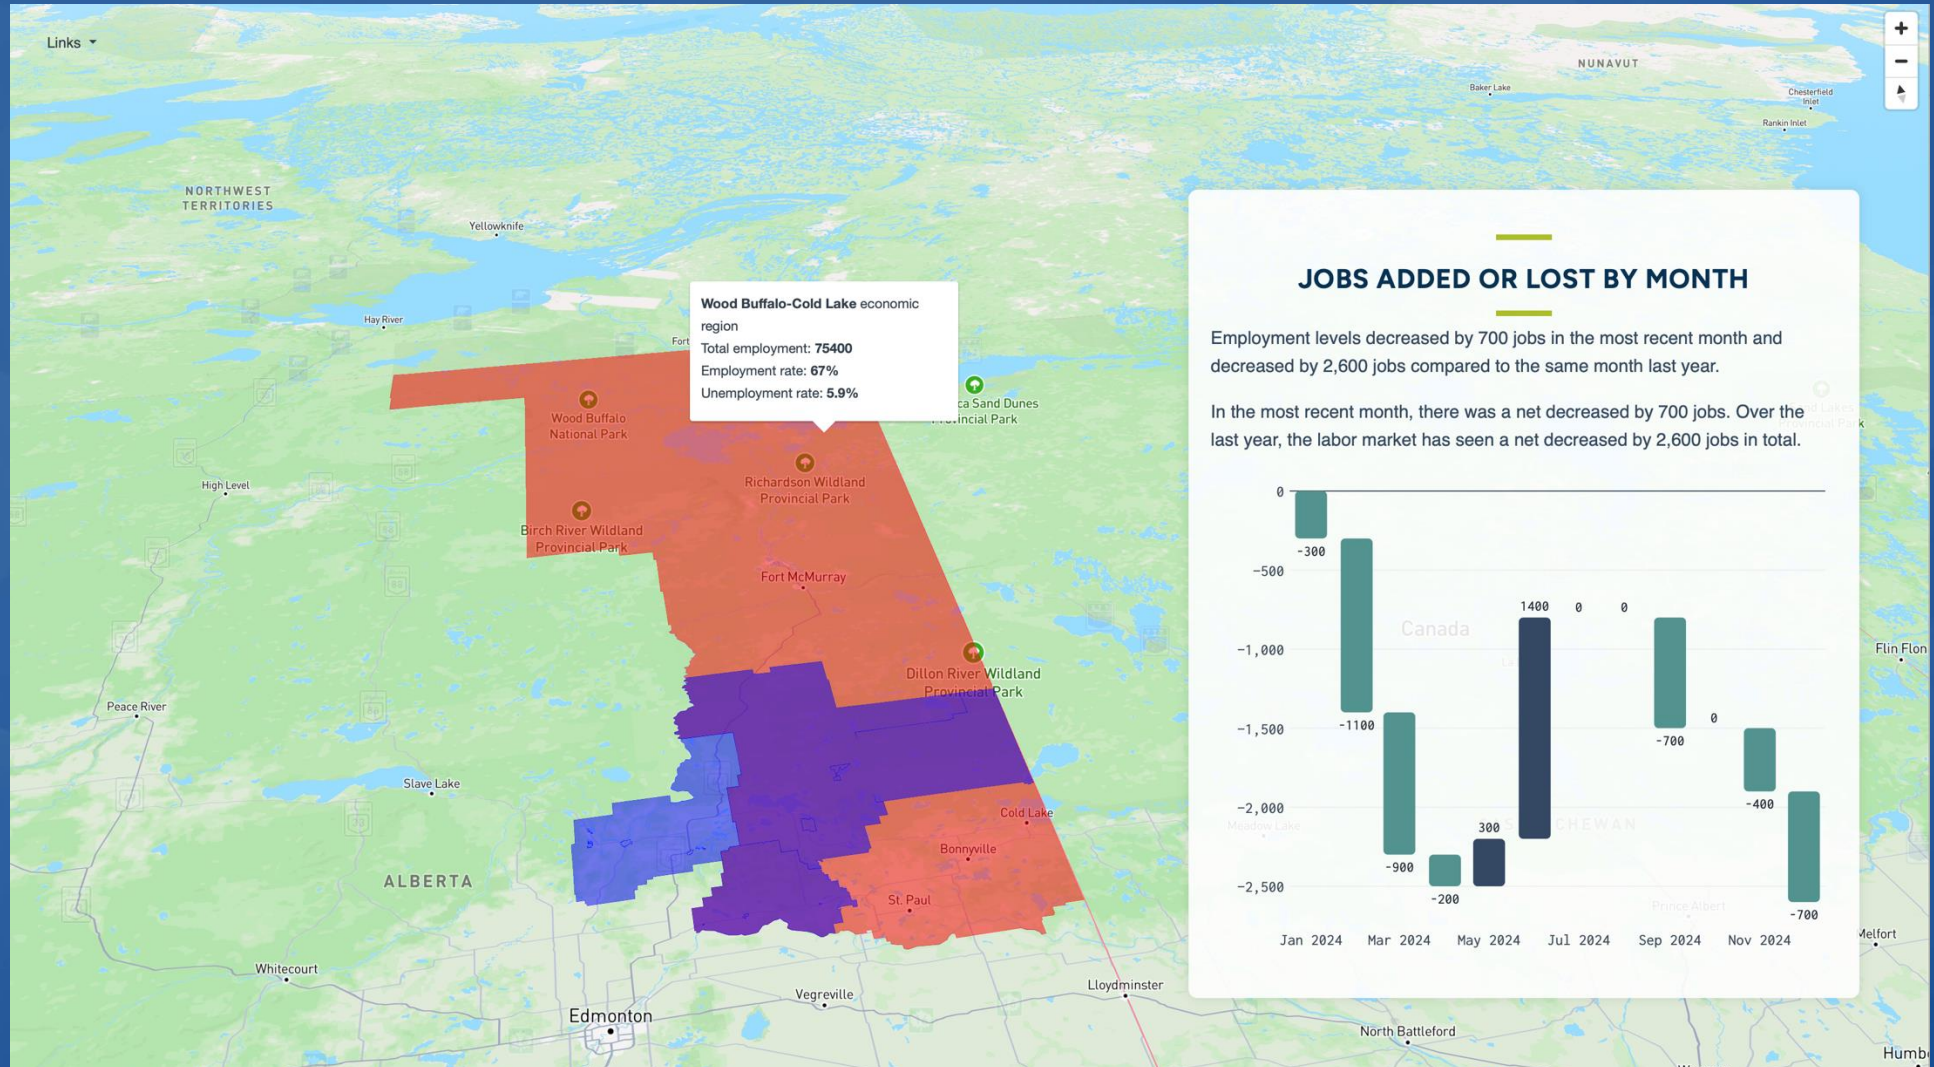 Links
NUNAVUT
Baker Lake
Chesterfield
Inlet
Rankin Inlet
NORTHWEST
TERRITORIES
Yellowknife
Hay River
Fort
Wood Buffalo-Cold Lake economic
region
Total employment: 75400
Employment rate: 67%
Unemployment rate: 5.9%
Wood Buffalo
National Park
ca Sand Dunes
Provincial Park
Richardson Wildland
Provincial Park
High Level
Birch River Wildland
Provincial Park
Fort McMurray
Dillon River Wildland
Provincial Park
Peace River
Slave Lake
Cold Lake
Bonnyville
ALBERTA
St. Paul
Whitecourt
Vegreville
Lloydminster
Edmonton
North Battleford
JOBS ADDED OR LOST BY MONTH
Employment levels decreased by 700 jobs in the most recent month and
decreased by 2,600 jobs compared to the same month last year.
In the most recent month, there was a net decreased by 700 jobs. Over the
last year, the labor market has seen a net decreased by 2,600 jobs in total.
0
-300
-500
1400 0 0
Canada
-1,000
-1100
0
-1,500
-700
-2,000
-400
Meadow Lake
300
-900
-2,500
-200
Prince Albert
-700
Jan 2024 Mar 2024 May 2024 Jul 2024 Sep 2024 Nov 2024
Provincial Park
Flin Flon
Melfort
Humb